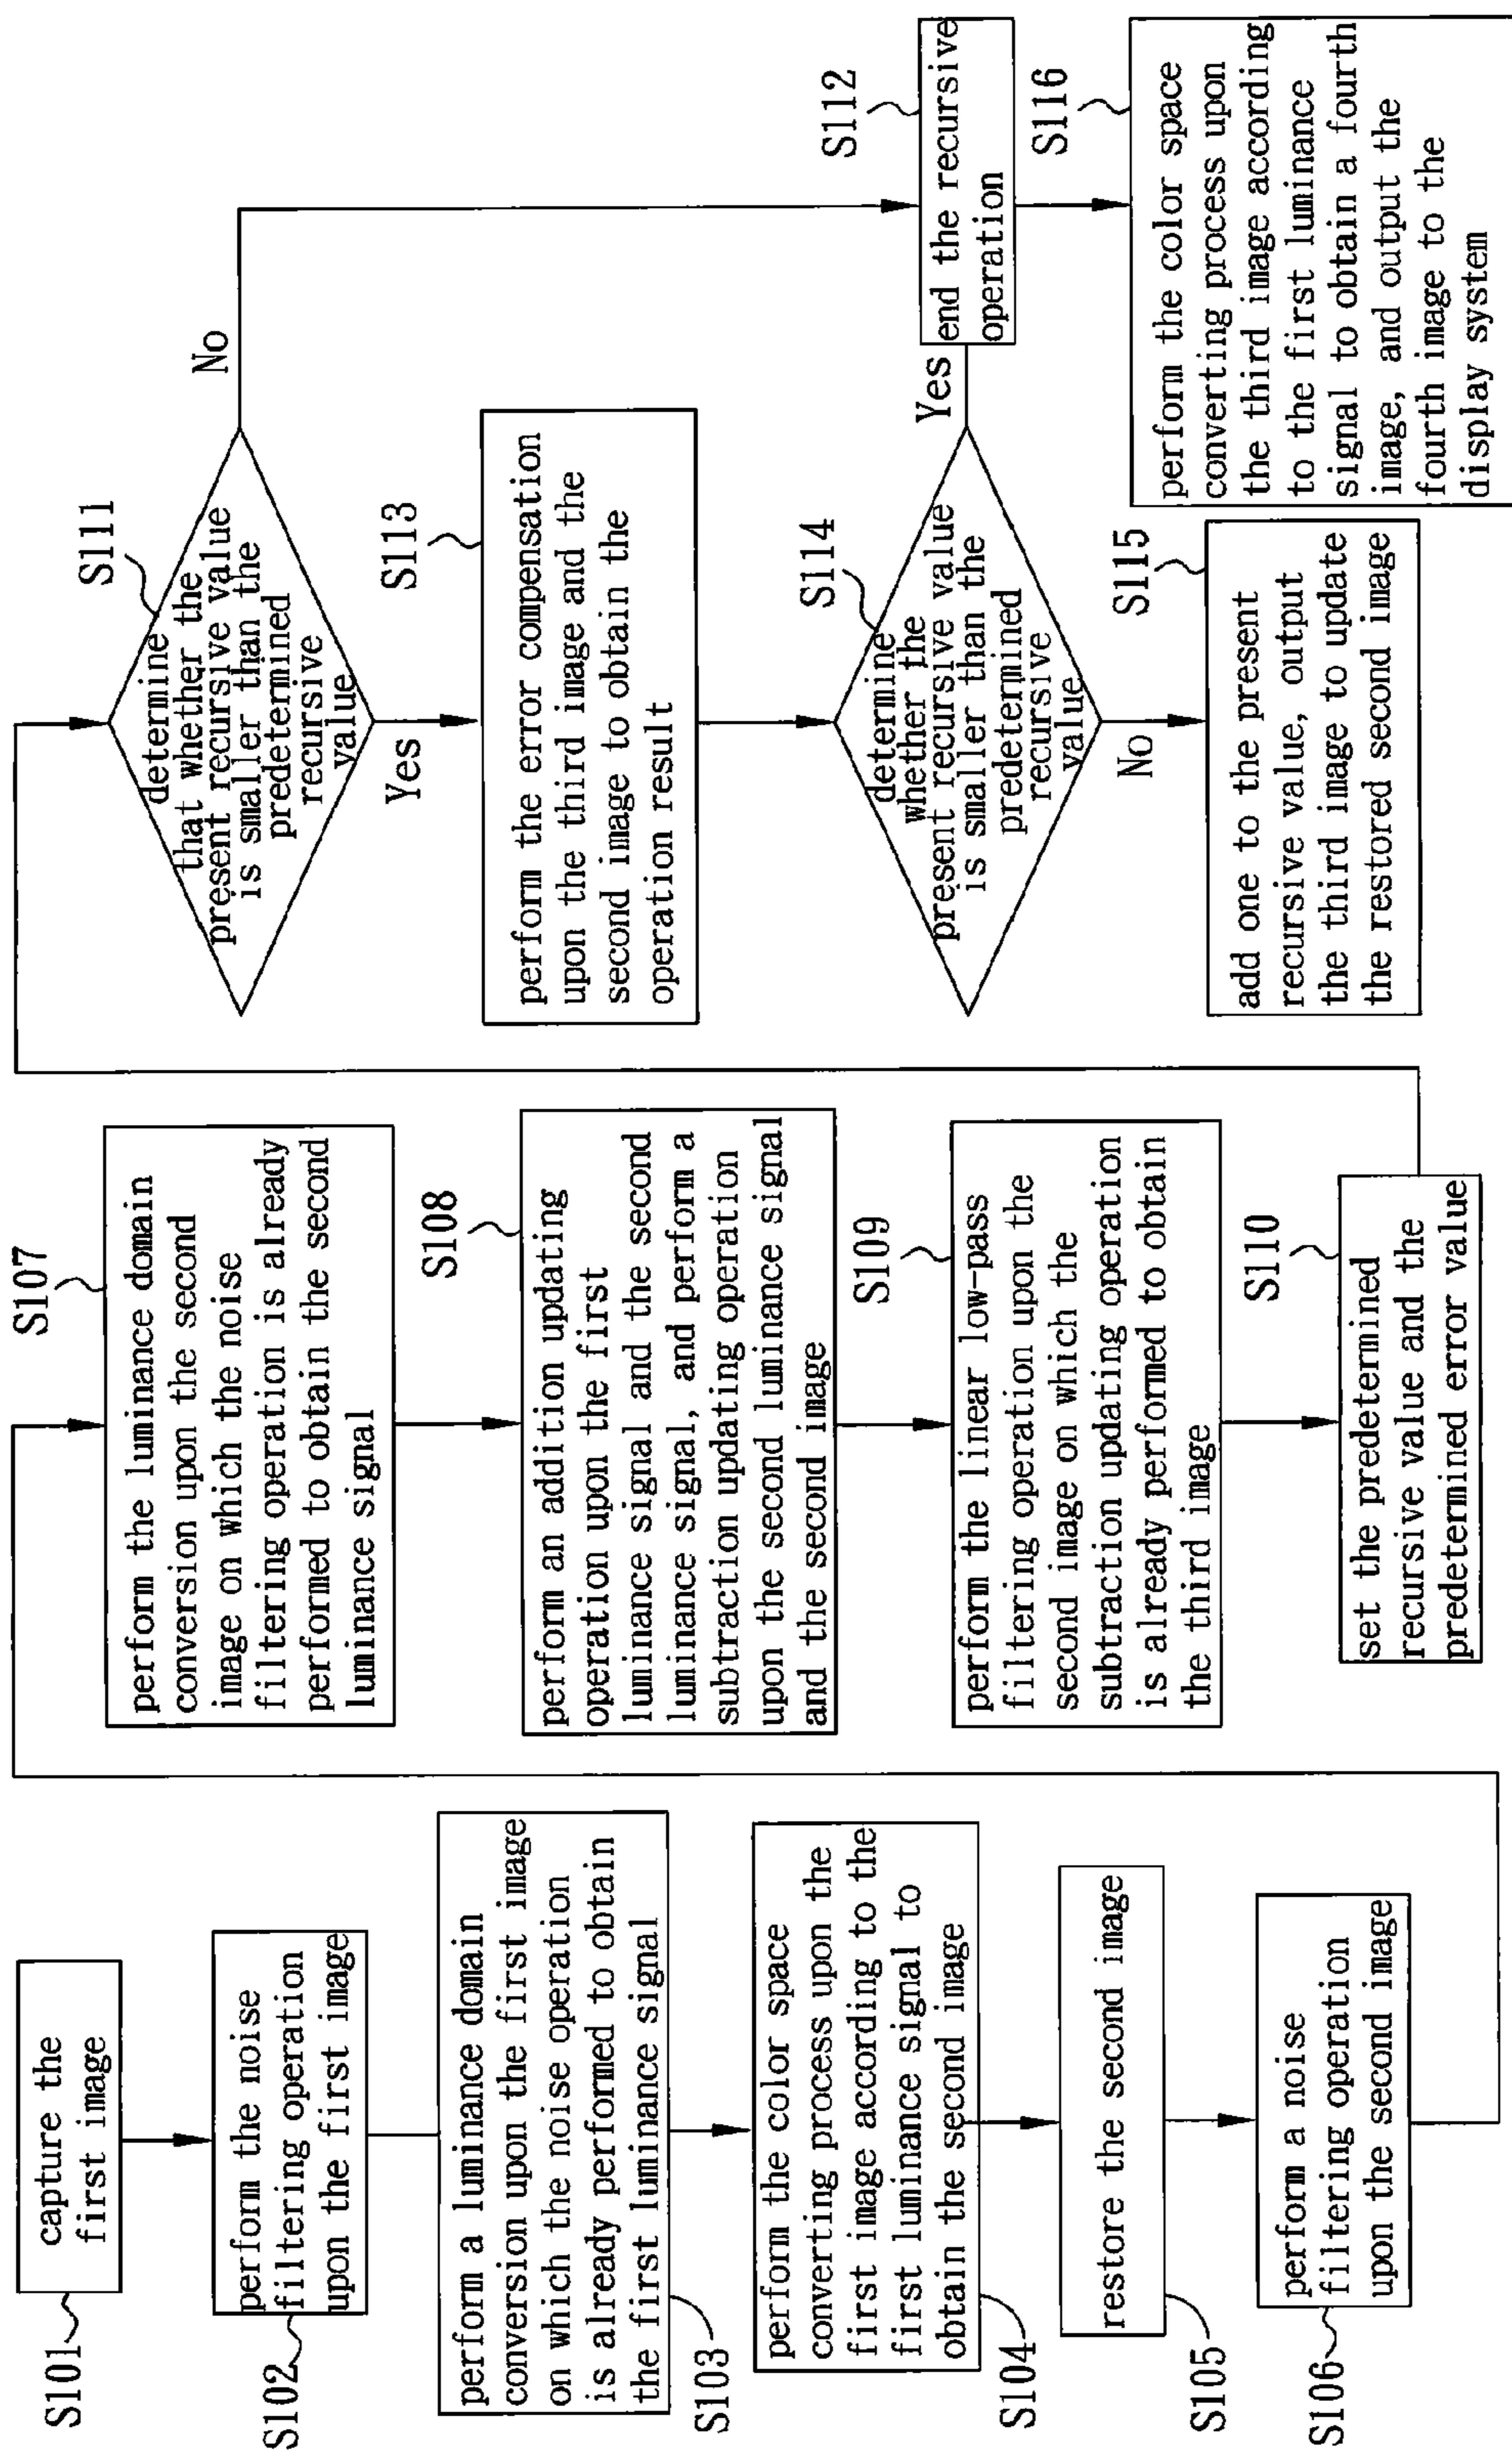 S101
capture the
first image
S102
perform the noise
filtering operation
upon the first image
S103
perform a luminance domain
conversion upon the first image
on which the noise operation
is already performed to obtain
the first luminance signal
S104
perform the color space
converting process upon the
first image according to the
first luminance signal to
obtain the second image
S105
restore the second image
S106
perform a noise
filtering operation
upon the second image
S107
perform the luminance domain
conversion upon the second
image on which the noise
filtering operation is already
performed to obtain the second
luminance signal
S108
perform an addition updating
operation upon the first
luminance signal and the second
luminance signal, and perform a
subtraction updating operation
upon the second luminance signal
and the second image
S109
perform the linear low-pass
filtering operation upon the
second image on which the
subtraction updating operation
is already performed to obtain
the third image
S110
set the predetermined
recursive value and the
predetermined error value
S111
determine
that whether the
present recursive value
is smaller than the
predetermined
recursive
value
No
Yes
S113
perform the error compensation
upon the third image and the
second image to obtain the
operation result
S114
determine
whether the
present recursive value
is smaller than the
predetermined
recursive
value
Yes
No
S115
add one to the present
recursive value, output
the third image to update
the restored second image
S112
end the recursive
operation
S116
perform the color space
converting process upon
the third image according
to the first luminance
signal to obtain a fourth
image, and output the
fourth image to the
display system